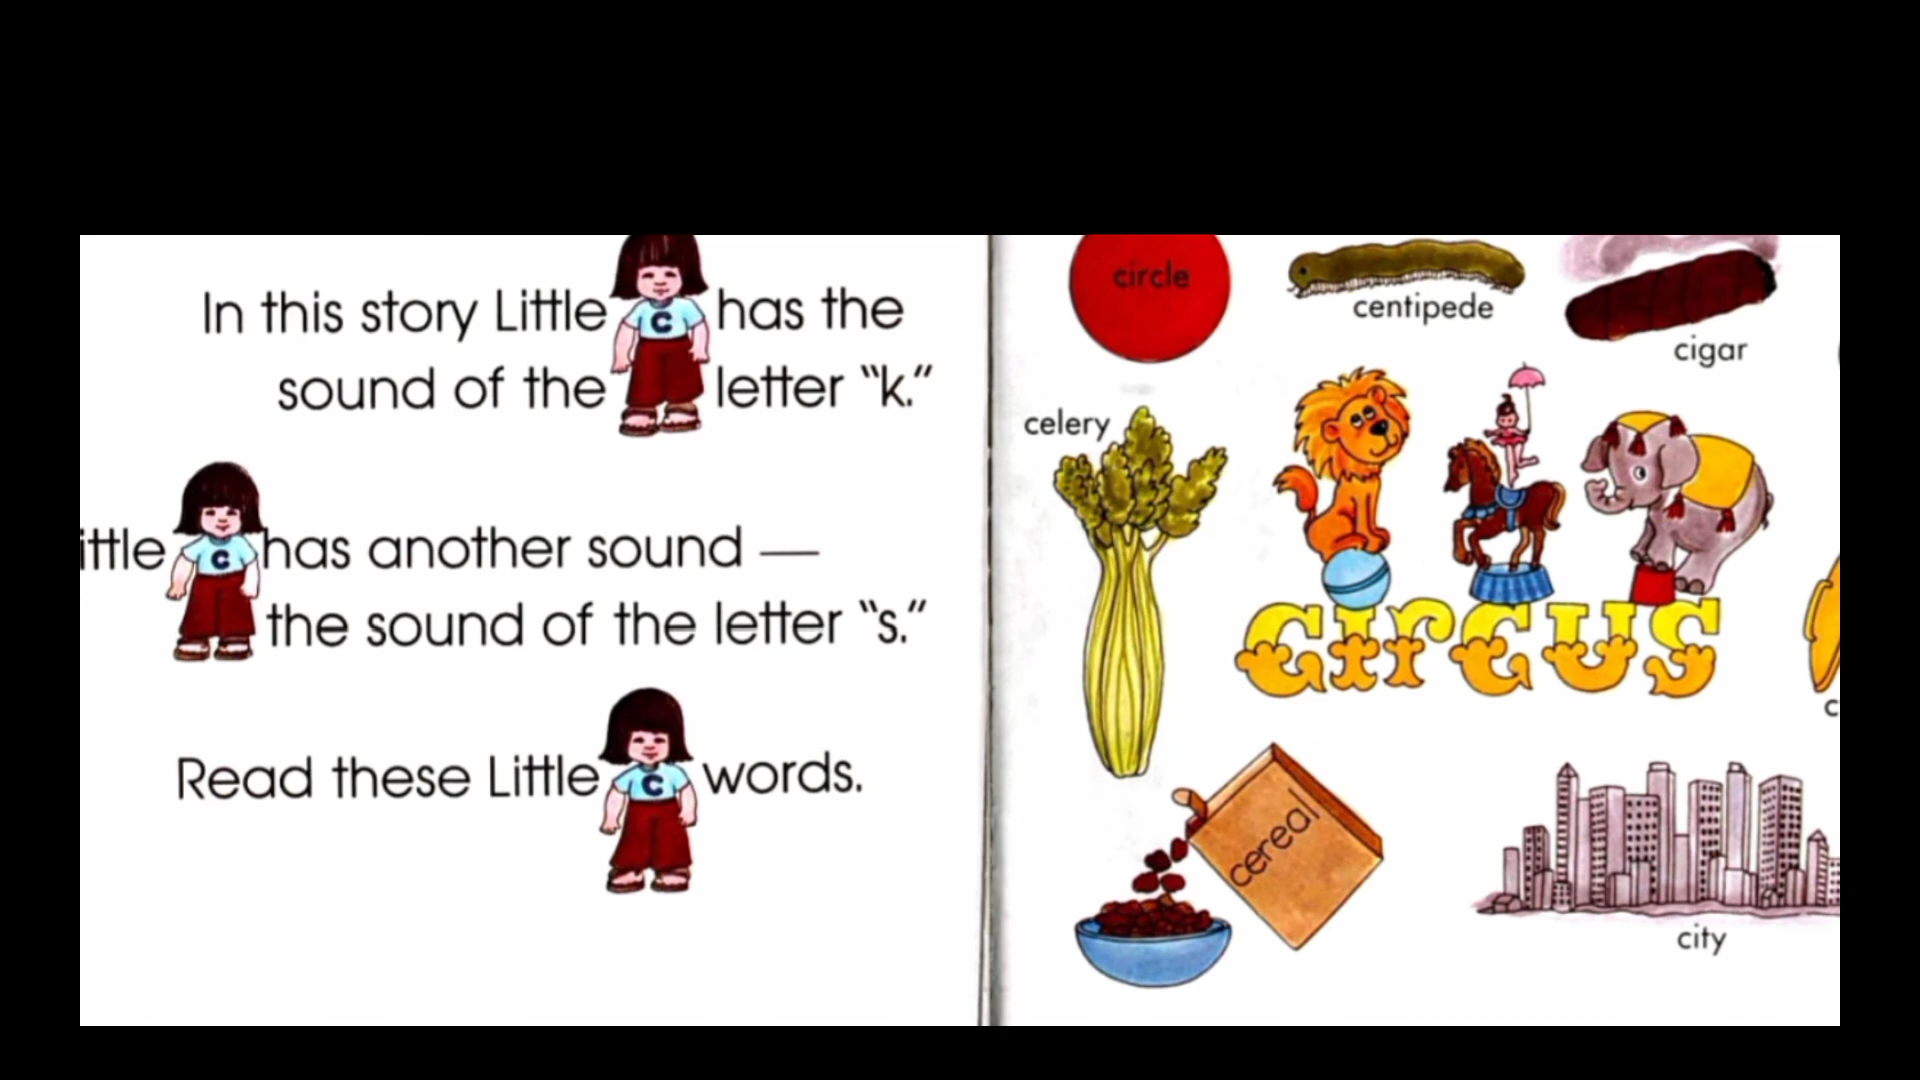 In this story Little C has the
sound of the C letter “k.”
ittle C has another sound —
the sound of the letter “s.”
Read these Little C words.
circle
centipede
cigar
celery
circus
c
cereal
city